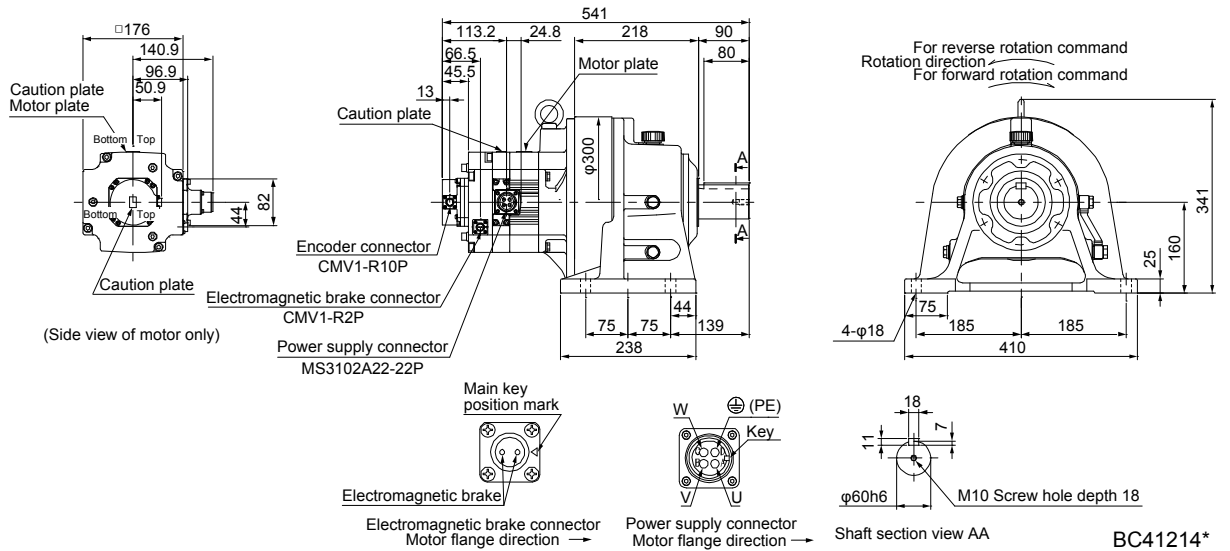 541
□176
113.2
24.8
218
90
140.9
66.5
80
For reverse rotation command
Rotation direction
For forward rotation command
96.9
45.5
Motor plate
50.9
13
Caution plate
Motor plate
Caution plate
Bottom
Top
φ300
A
341
82
44
Bottom
Top
160
A
Encoder connector
CMV1-R10P
25
Caution plate
Electromagnetic brake connector
CMV1-R2P
44
75
75
75
139
4-φ18
185
185
(Side view of motor only)
Power supply connector
MS3102A22-22P
238
410
Main key
position mark
W
(PE)
Key
18
7
11
Electromagnetic brake
V
U
φ60h6
M10 Screw hole depth 18
Electromagnetic brake connector
Motor flange direction
Power supply connector
Motor flange direction
Shaft section view AA
BC41214*